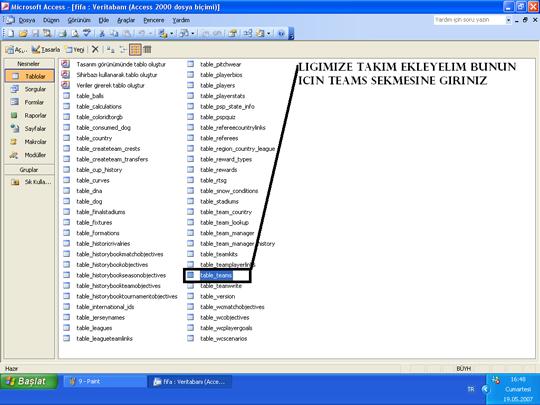 Microsoft Access - [fifa : Veritabanı (Access 2000 dosya biçimi)]
Dosya Düzen Görünüm Ekle Araçlar Pencere Yardım
Yardım için soru yazın
Aç Tasarla Yeni
Nesneler
Tablolar
Sorgular
Formlar
Raporlar
Sayfalar
Makrolar
Modüller
Gruplar
Sık Kulla...
Tasarım görünümünde tablo oluştur
Sihirbazı kullanarak tablo oluştur
Veriler girerek tablo oluştur
table_balls
table_calculations
table_coloridtorgb
table_consumed_dog
table_country
table_createteam_crests
table_createteam_transfers
table_cup_history
table_curves
table_dna
table_dog
table_finalstadiums
table_fixtures
table_formations
table_historicrivalries
table_historybookmatchobjectives
table_historybookobjectives
table_historybookseasonobjectives
table_historybookteamobjectives
table_historybooktournamentobjectives
table_international_ids
table_jerseynames
table_leagues
table_leagueteamlinks
table_pitchwear
table_playerbios
table_players
table_playerstats
table_psp_state_info
table_pspquiz
table_refereecountrylinks
table_referees
table_region_country_league
table_reward_types
table_rewards
table_rtsg
table_snow_conditions
table_stadiums
table_team_country
table_team_lookup
table_team_manager
table_team_manager_history
table_teamkits
table_teamplayerlinks
table_teams
table_teamwrite
table_version
table_wcmatchobjectives
table_wcobjectives
table_wcplayergoals
table_wcscenarios
LIGIMIZE TAKIM EKLEYELIM BUNUN
ICIN TEAMS SEKMESINE GIRINIZ
Hazır
BÜYH
Başlat
9 - Paint
fifa : Veritabanı (Acce...
TR
16:48
Cumartesi
19.05.2007